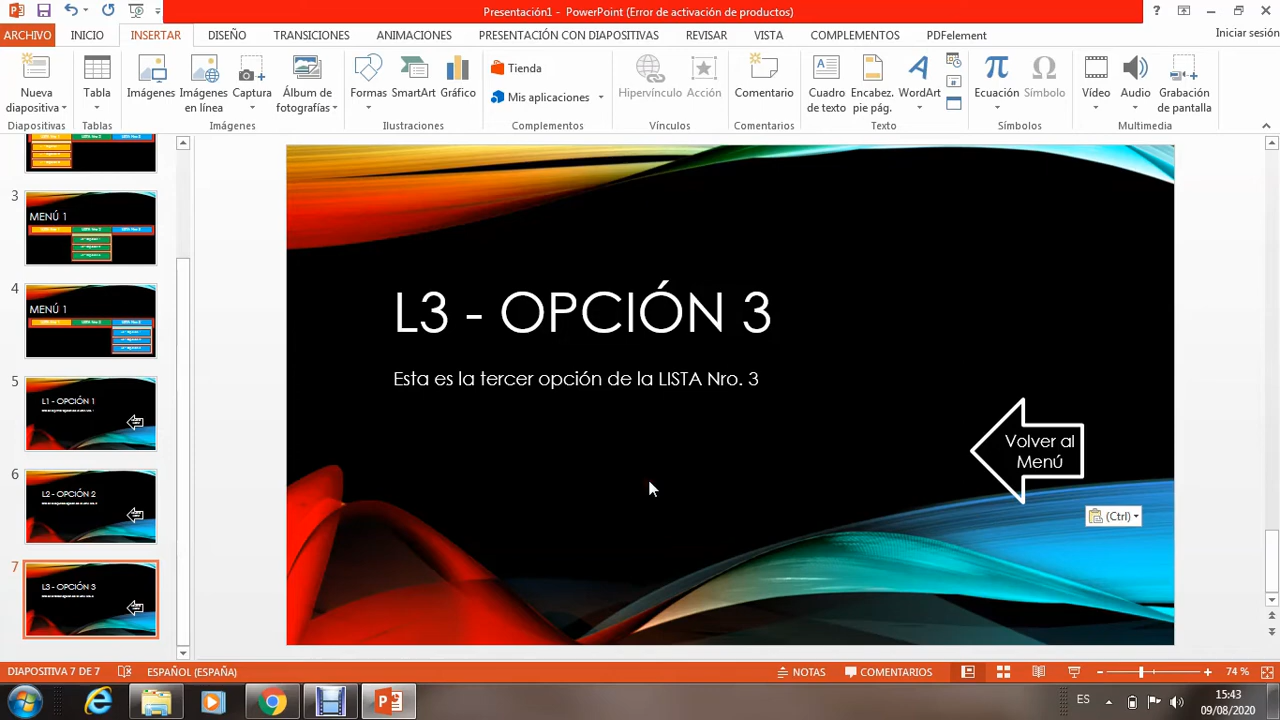 Presentación1 - PowerPoint (Error de activación de productos)
ARCHIVO INICIO INSERTAR DISEÑO TRANSICIONES ANIMACIONES PRESENTACIÓN CON DIAPOSITIVAS REVISAR VISTA COMPLEMENTOS PDFelement Iniciar sesión
Nueva diapositiva
Tabla
Imágenes
Imágenes en línea
Captura
Álbum de fotografías
Formas
SmartArt
Gráfico
Tienda
Mis aplicaciones
Hipervínculo
Acción
Comentario
Cuadro de texto
Encabez. pie pág.
WordArt
Ecuación
Símbolo
Vídeo
Audio
Grabación de pantalla
Diapositivas Tablas Imágenes Ilustraciones Complementos Vínculos Comentarios Texto Símbolos Multimedia
3
MENÚ 1
4
MENÚ 1
5
L1 - OPCIÓN 1
6
L2 - OPCIÓN 2
7
L3 - OPCIÓN 3
L3 - OPCIÓN 3
Esta es la tercer opción de la LISTA Nro. 3
Volver al
Menú
(Ctrl)
DIAPOSITIVA 7 DE 7 ESPAÑOL (ESPAÑA) NOTAS COMENTARIOS 74 %
ES
15:43
09/08/2020